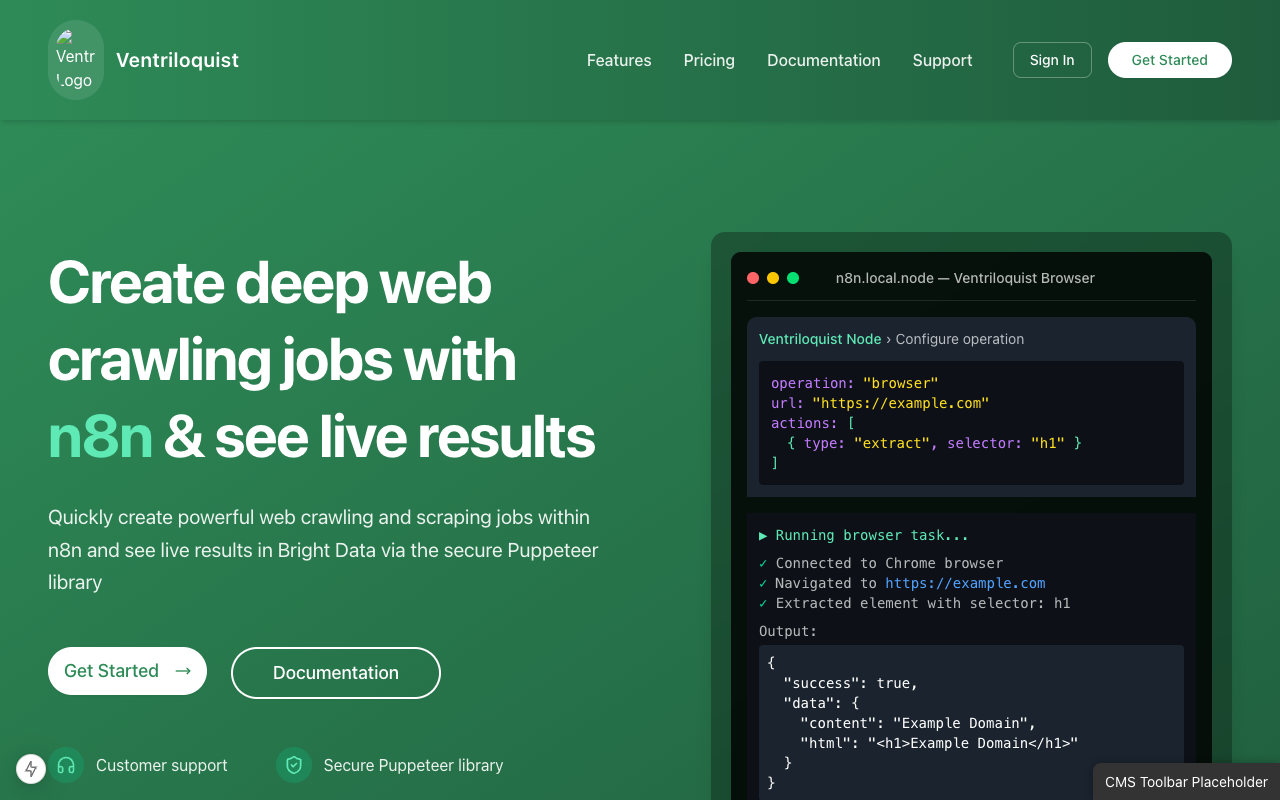 Ventr
Logo
Ventriloquist
Features
Pricing
Documentation
Support
Sign In
Get Started
Create deep web
crawling jobs with
n8n & see live results
Quickly create powerful web crawling and scraping jobs within
n8n and see live results in Bright Data via the secure Puppeteer
library
Get Started →
Documentation
Customer support
Secure Puppeteer library
n8n.local.node — Ventriloquist Browser
Ventriloquist Node › Configure operation
operation: "browser"
url: "https://example.com"
actions: [
{ type: "extract", selector: "h1" }
]
▶ Running browser task...
✓ Connected to Chrome browser
✓ Navigated to https://example.com
✓ Extracted element with selector: h1
Output:
{
"success": true,
"data": {
"content": "Example Domain",
"html": "<h1>Example Domain</h1>"
}
}
CMS Toolbar Placeholder